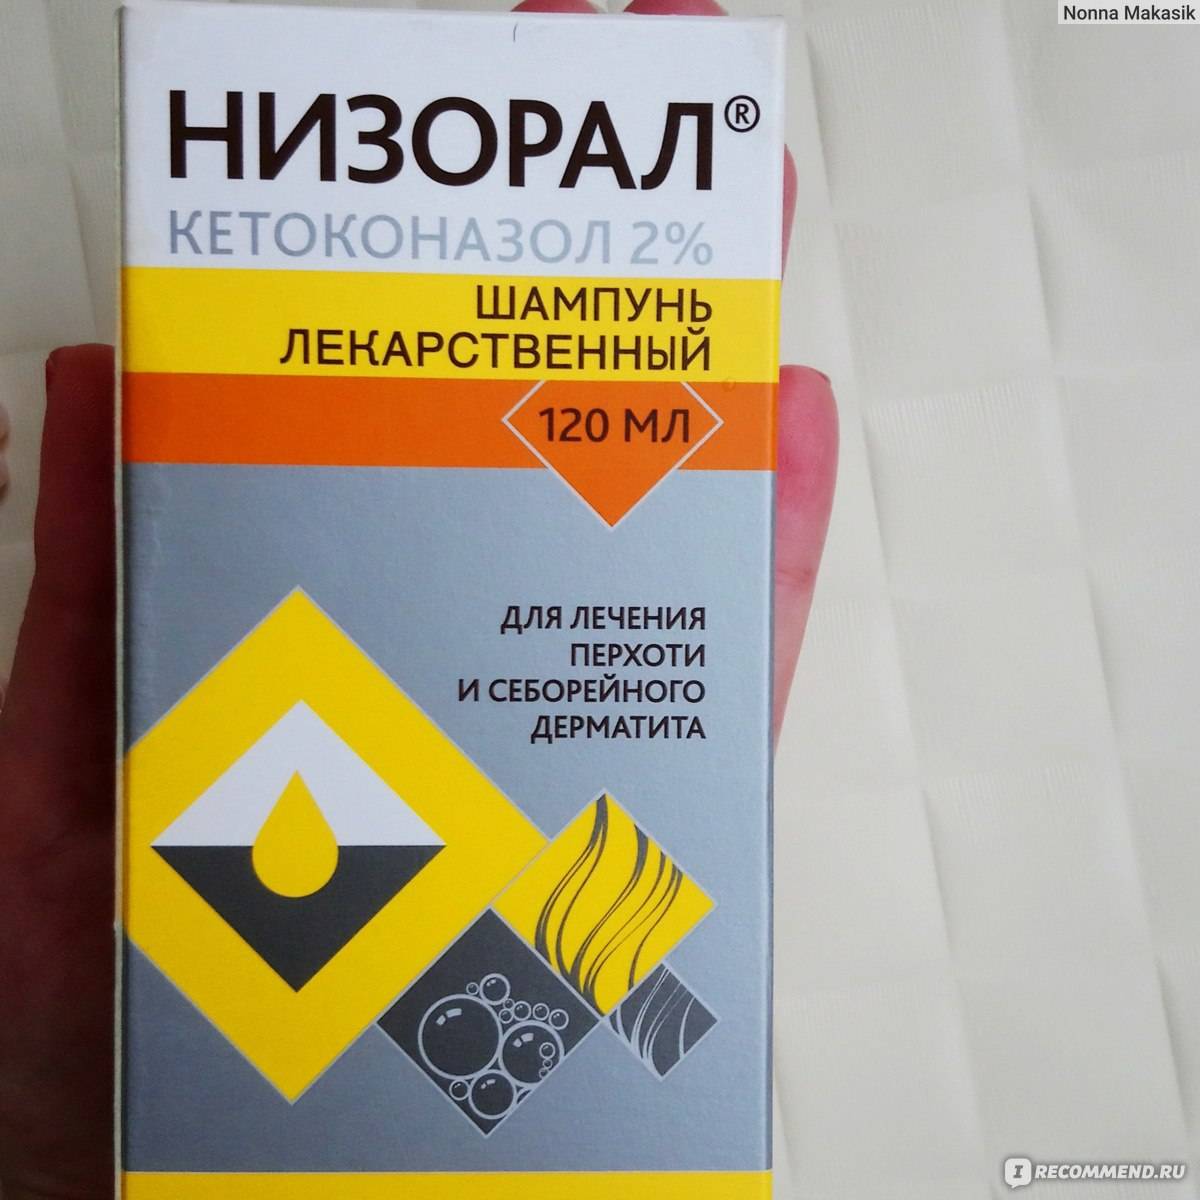 Nonna Makasik
НИЗОРАЛ®
КЕТОКОНАЗОЛ 2%
ШАМПУНЬ
ЛЕКАРСТВЕННЫЙ
120 МЛ
ДЛЯ ЛЕЧЕНИЯ
ПЕРХОТИ
И СЕБОРЕЙНОГО
ДЕРМАТИТА
I RECOMMEND.RU